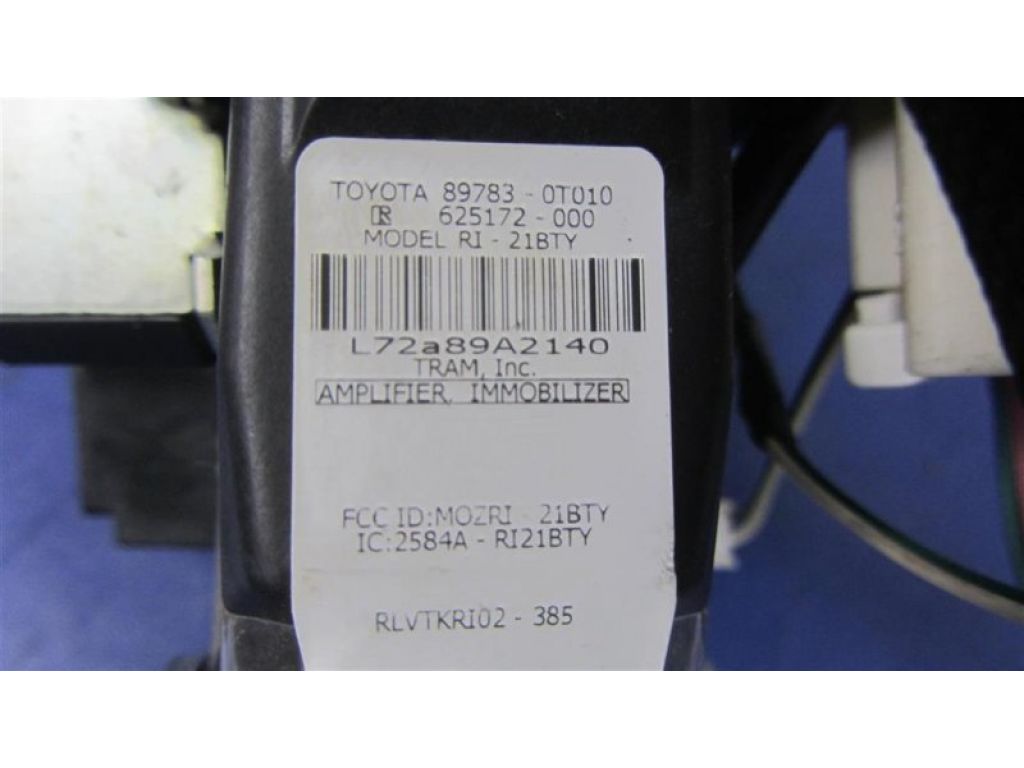 TOYOTA 89783 - 0T010
R 625172 - 000
MODEL RI - 21BTY
L72a89A2140
TRAM, Inc.
AMPLIFIER, IMMOBILIZER
FCC ID:MOZRI - 21BTY
IC:2584A - RI21BTY
RLVTKRI02 - 385